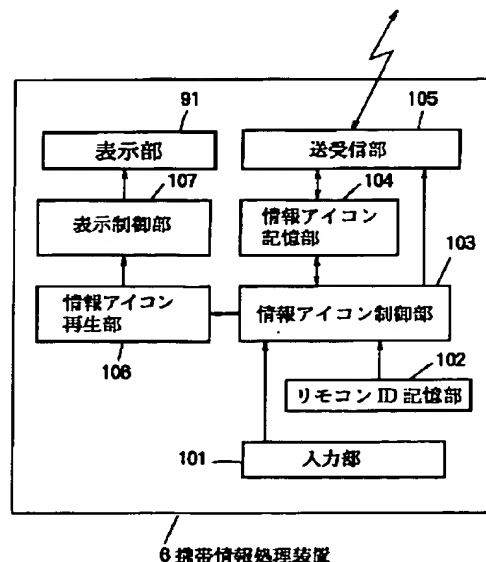 91
表示部
105
送受信部
107
表示制御部
104
情報アイコン
記憶部
103
情報アイコン
再生部
106
情報アイコン制御部
102
リモコン ID 記憶部
101
入力部
6 携帯情報処理装置